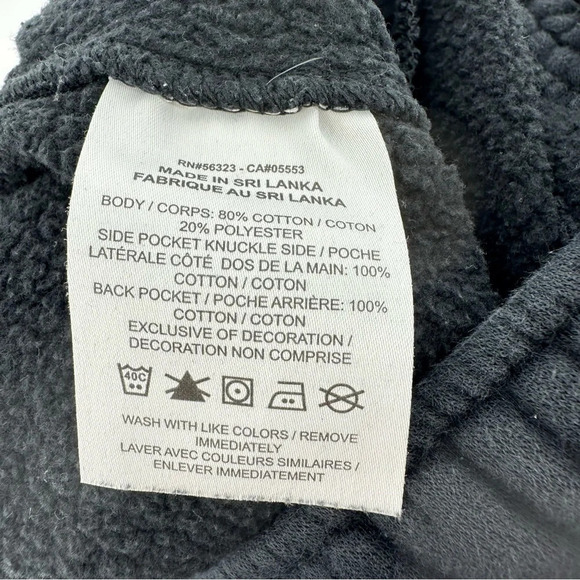 RN#56323 - CA#05553
MADE IN SRI LANKA
FABRIQUE AU SRI LANKA
BODY / CORPS: 80% COTTON / COTON
20% POLYESTER
SIDE POCKET KNUCKLE SIDE / POCHE
LATÉRALE CÔTÉ DOS DE LA MAIN: 100%
COTTON / COTON
BACK POCKET / POCHE ARRIÈRE: 100%
COTTON / COTON
EXCLUSIVE OF DECORATION /
DECORATION NON COMPRISE
40C
WASH WITH LIKE COLORS / REMOVE
IMMEDIATELY
LAVER AVEC COULEURS SIMILAIRES /
ENLEVER IMMEDIATEMENT